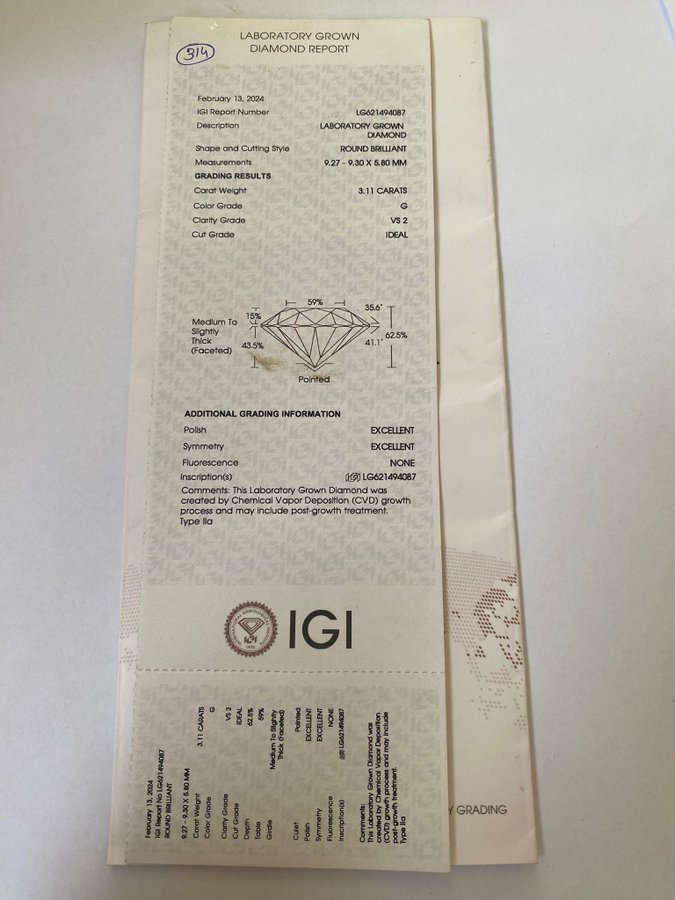 LABORATORY GROWN
DIAMOND REPORT
314
February 13, 2024
IGI Report Number LG621494087
Description LABORATORY GROWN
DIAMOND
Shape and Cutting Style ROUND BRILLIANT
Measurements 9.27 - 9.30 X 5.80 MM
GRADING RESULTS
Carat Weight 3.11 CARATS
Color Grade G
Clarity Grade VS 2
Cut Grade IDEAL
59%
35.6°
15%
Medium To
Slightly
Thick
(Faceted)
62.5%
43.5%
41.1°
Pointed
ADDITIONAL GRADING INFORMATION
Polish EXCELLENT
Symmetry EXCELLENT
Fluorescence NONE
Inscription(s) IGI LG621494087
Comments: This Laboratory Grown Diamond was
created by Chemical Vapor Deposition (CVD) growth
process and may include post-growth treatment.
Type IIa
IGI
IGI
February 13, 2024
IGI Report No LG621494087
ROUND BRILLIANT
9.27 - 9.30 X 5.80 MM
Carat Weight 3.11 CARATS
Color Grade G
Clarity Grade VS 2
Cut Grade IDEAL
Depth 62.5%
Table 59%
Girdle Medium To Slightly
Thick (Faceted)
Culet Pointed
Polish EXCELLENT
Symmetry EXCELLENT
Fluorescence NONE
Inscription(s) IGI LG621494087
Comments:
This Laboratory Grown Diamond was
created by Chemical Vapor Deposition
(CVD) growth process and may include
post-growth treatment.
Type IIa
Y GRADING